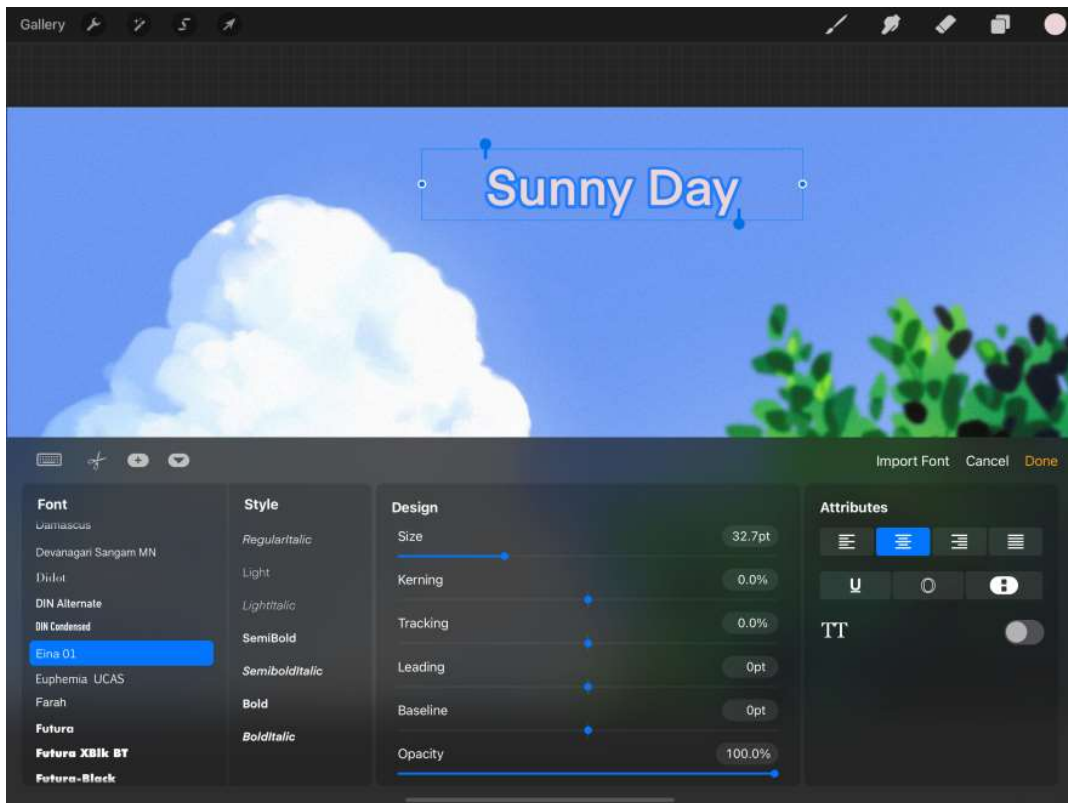 Gallery
Sunny Day
Import Font Cancel Done
Font
Damascus
Devanagari Sangam MN
Didot
DIN Alternate
DIN Condensed
Eina 01
Euphemia UCAS
Farah
Futura
Futura XBlk BT
Futura-Black
Style
RegularItalic
Light
LightItalic
SemiBold
SemiboldItalic
Bold
BoldItalic
Design
Size 32.7pt
Kerning 0.0%
Tracking 0.0%
Leading 0pt
Baseline 0pt
Opacity 100.0%
Attributes
U O
TT